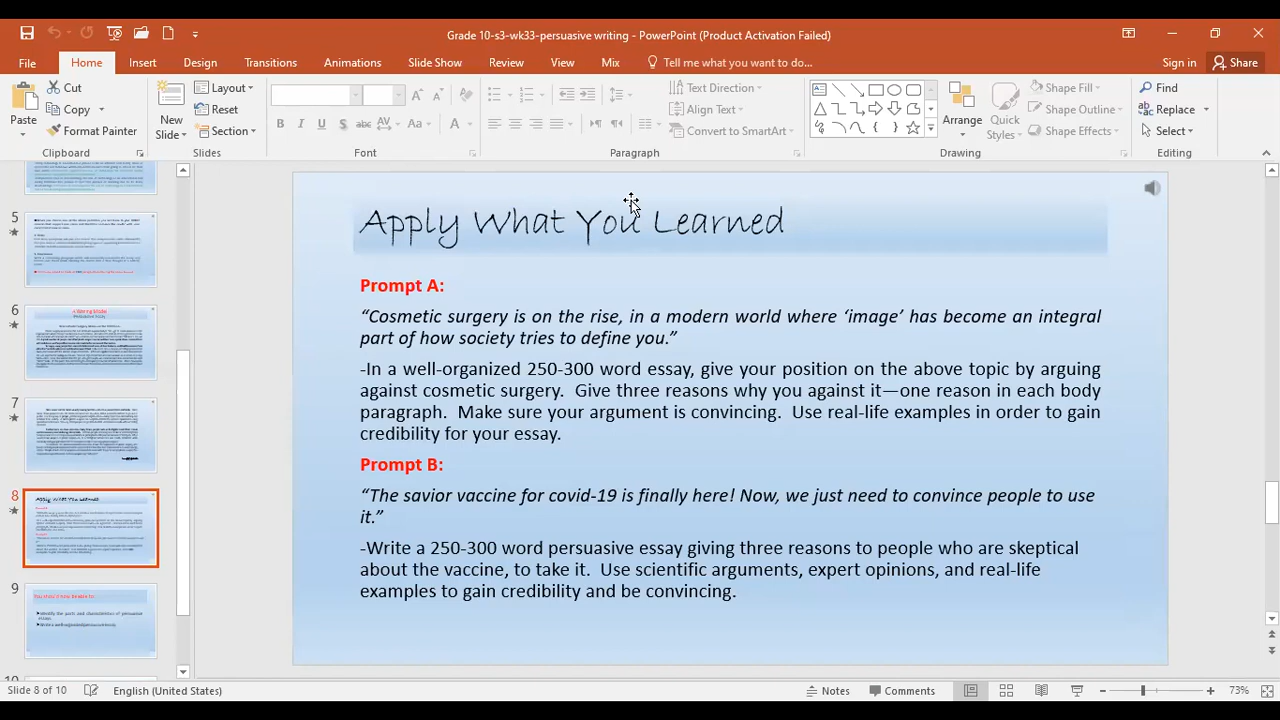 Grade 10-s3-wk33-persuasive writing - PowerPoint (Product Activation Failed)
File Home Insert Design Transitions Animations Slide Show Review View Mix Tell me what you want to do... Sign in Share
Paste
Cut
Copy
Format Painter
Clipboard
New Slide
Layout
Reset
Section
Slides
B I U S abc AV Aa A
Font
Text Direction
Align Text
Convert to SmartArt
Paragraph
Arrange
Quick Styles
Shape Fill
Shape Outline
Shape Effects
Drawing
Find
Replace
Select
Editing
5
6
7
8
Apply What You Learned
9
Apply What You Learned
Prompt A:
“Cosmetic surgery is on the rise, in a modern world where ‘image’ has become an integral
part of how society tries to define you.”
-In a well-organized 250-300 word essay, give your position on the above topic by arguing
against cosmetic surgery. Give three reasons why you against it—one reason in each body
paragraph. Make sure your argument is convincing. Use real-life examples in order to gain
credibility for your essay.
Prompt B:
“The savior vaccine for covid-19 is finally here! Now, we just need to convince people to use
it.”
-Write a 250-300 word persuasive essay giving three reasons to people who are skeptical
about the vaccine, to take it. Use scientific arguments, expert opinions, and real-life
examples to gain credibility and be convincing.
Slide 8 of 10 English (United States) Notes Comments 73%